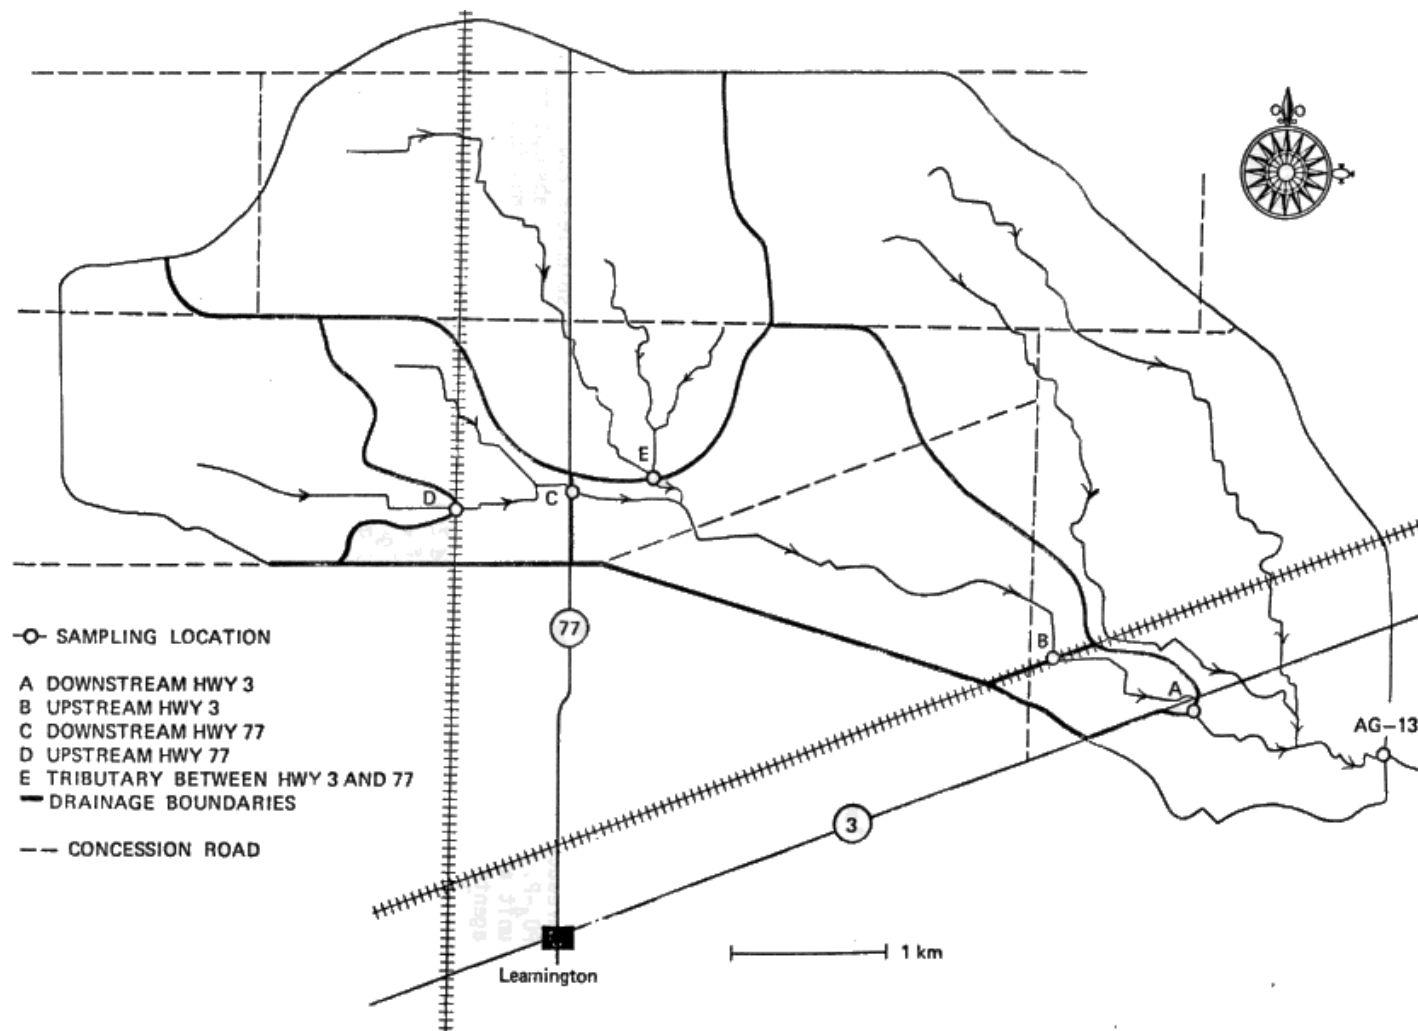 E
D
C
77
B
A
AG-13
SAMPLING LOCATION
A DOWNSTREAM HWY 3
B UPSTREAM HWY 3
C DOWNSTREAM HWY 77
D UPSTREAM HWY 77
E TRIBUTARY BETWEEN HWY 3 AND 77
DRAINAGE BOUNDARIES
CONCESSION ROAD
3
1 km
Leamington